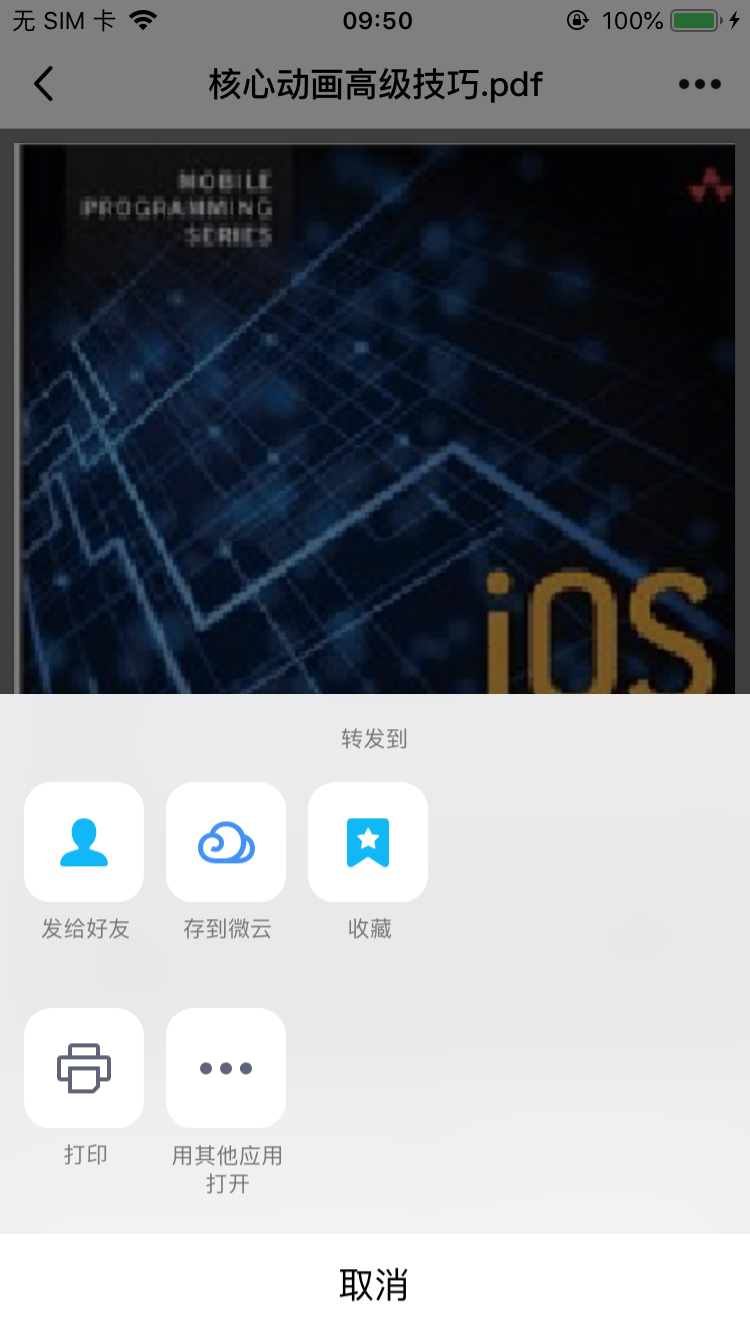 无 SIM 卡 09:50 100%
核心动画高级技巧.pdf
MOBILE
PROGRAMMING
SERIES
iOS
转发到
发给好友 存到微云 收藏
打印 用其他应用
打开
取消